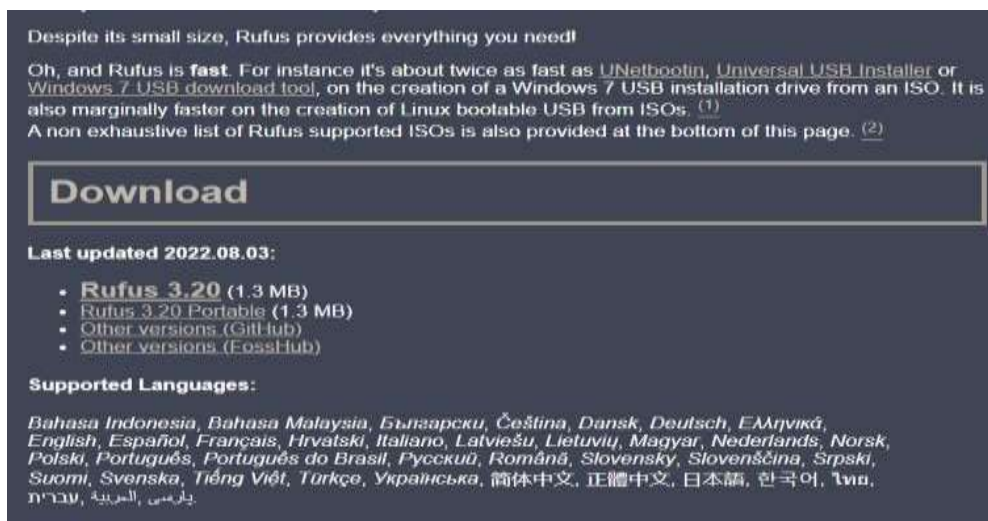 Despite its small size, Rufus provides everything you need!
Oh, and Rufus is fast. For instance it's about twice as fast as UNetbootin, Universal USB Installer or
Windows 7 USB download tool, on the creation of a Windows 7 USB installation drive from an ISO. It is
also marginally faster on the creation of Linux bootable USB from ISOs. (1)
A non exhaustive list of Rufus supported ISOs is also provided at the bottom of this page. (2)
Download
Last updated 2022.08.03:
• Rufus 3.20 (1.3 MB)
• Rufus 3.20 Portable (1.3 MB)
• Other versions (GitHub)
• Other versions (FossHub)
Supported Languages:
Bahasa Indonesia, Bahasa Malaysia, Български, Čeština, Dansk, Deutsch, Ελληνικά,
English, Español, Français, Hrvatski, Italiano, Latviešu, Lietuvių, Magyar, Nederlands, Norsk,
Polski, Português, Português do Brasil, Русский, Română, Slovensky, Slovenščina, Srpski,
Suomi, Svenska, Tiếng Việt, Türkçe, Українська, 简体中文, 正體中文, 日本語, 한국어, ไทย,
پارسی, العربية, עברית.